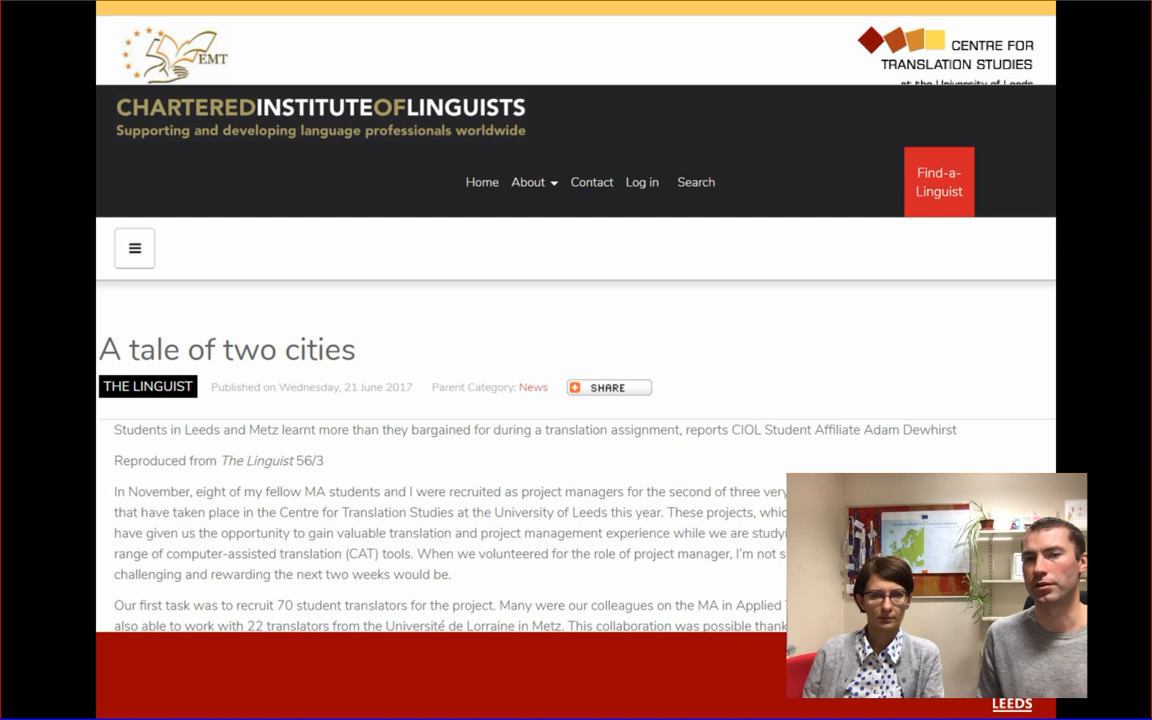 EMT
CENTRE FOR
TRANSLATION STUDIES
at the University of Leeds
CHARTEREDINSTITUTEOFLINGUISTS
Supporting and developing language professionals worldwide
Home About Contact Log in Search
Find-a-
Linguist
A tale of two cities
THE LINGUIST Published on Wednesday, 21 June 2017 Parent Category: News SHARE
Students in Leeds and Metz learnt more than they bargained for during a translation assignment, reports CIOL Student Affiliate Adam Dewhirst
Reproduced from The Linguist 56/3
In November, eight of my fellow MA students and I were recruited as project managers for the second of three very
that have taken place in the Centre for Translation Studies at the University of Leeds this year. These projects, whic
have given us the opportunity to gain valuable translation and project management experience while we are study
range of computer-assisted translation (CAT) tools. When we volunteered for the role of project manager, I'm not s
challenging and rewarding the next two weeks would be.
Our first task was to recruit 70 student translators for the project. Many were our colleagues on the MA in Applied
also able to work with 22 translators from the Université de Lorraine in Metz. This collaboration was possible thank
LEEDS